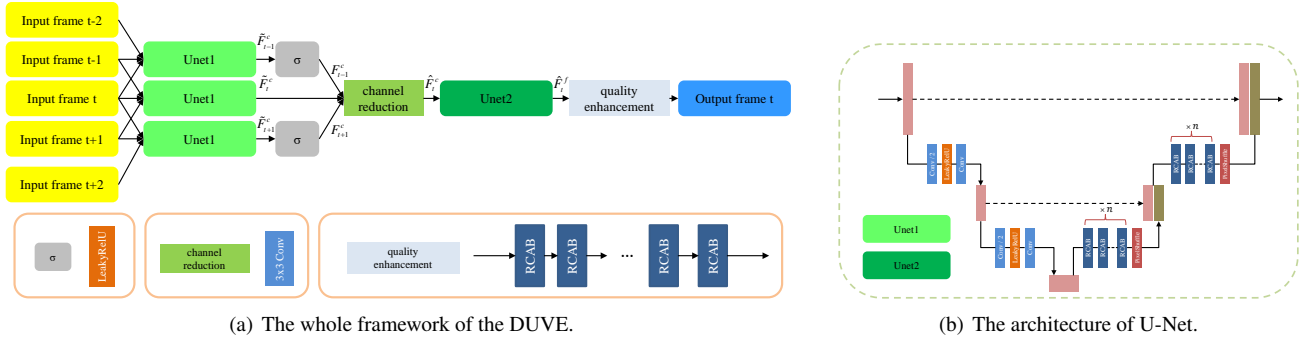 Input frame t-2
Input frame t-1
Input frame t
Input frame t+1
Input frame t+2
Unet1
Unet1
Unet1
F̃ᶜₜ₋₁
F̃ᶜₜ
F̃ᶜₜ₊₁
σ
σ
Fᶜₜ₋₁
Fᶜₜ₊₁
channel
reduction
F̂ᶜₜ
Unet2
F̂ᶠₜ
quality
enhancement
Output frame t
σ
LeakyRelU
channel
reduction
3x3 Conv
quality
enhancement
RCAB
RCAB
...
RCAB
RCAB
(a) The whole framework of the DUVE.
Conv / 2
LeakyRelU
Conv
Conv / 2
LeakyRelU
Conv
× n
RCAB
RCAB
RCAB
PixelShuffle
× n
RCAB
RCAB
RCAB
PixelShuffle
Unet1
Unet2
(b) The architecture of U-Net.